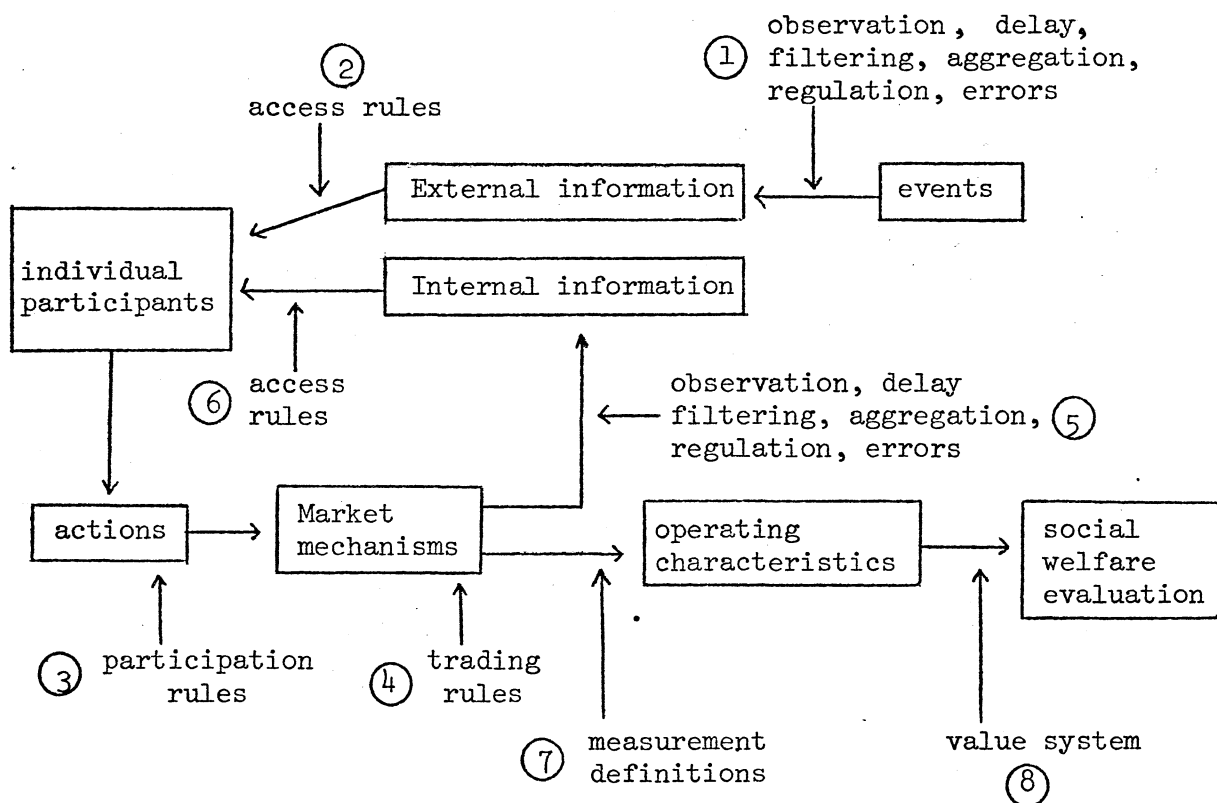 ①
observation, delay,
filtering, aggregation,
regulation, errors
②
access rules
External information
events
individual
participants
Internal information
⑥
access
rules
observation, delay
filtering, aggregation,
regulation, errors
⑤
actions
Market
mechanisms
operating
characteristics
social
welfare
evaluation
③
participation
rules
④
trading
rules
⑦
measurement
definitions
value system
⑧